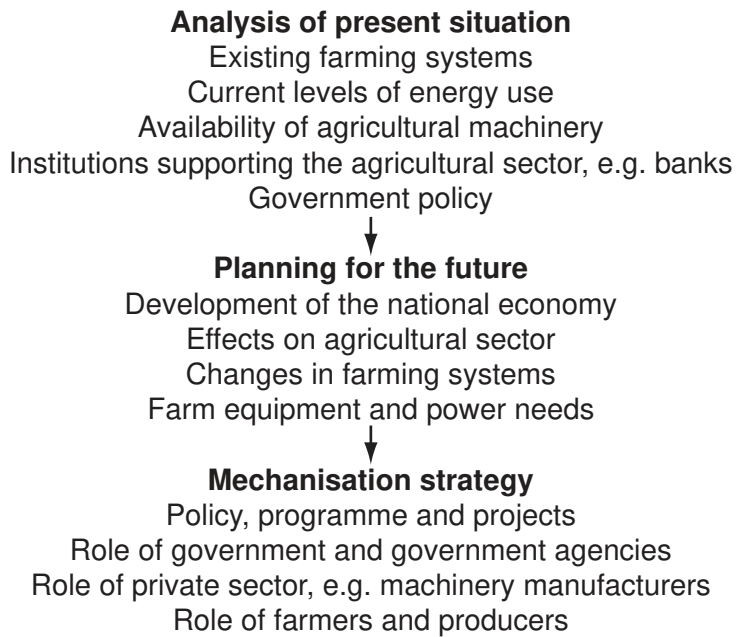 Analysis of present situation
Existing farming systems
Current levels of energy use
Availability of agricultural machinery
Institutions supporting the agricultural sector, e.g. banks
Government policy
Planning for the future
Development of the national economy
Effects on agricultural sector
Changes in farming systems
Farm equipment and power needs
Mechanisation strategy
Policy, programme and projects
Role of government and government agencies
Role of private sector, e.g. machinery manufacturers
Role of farmers and producers